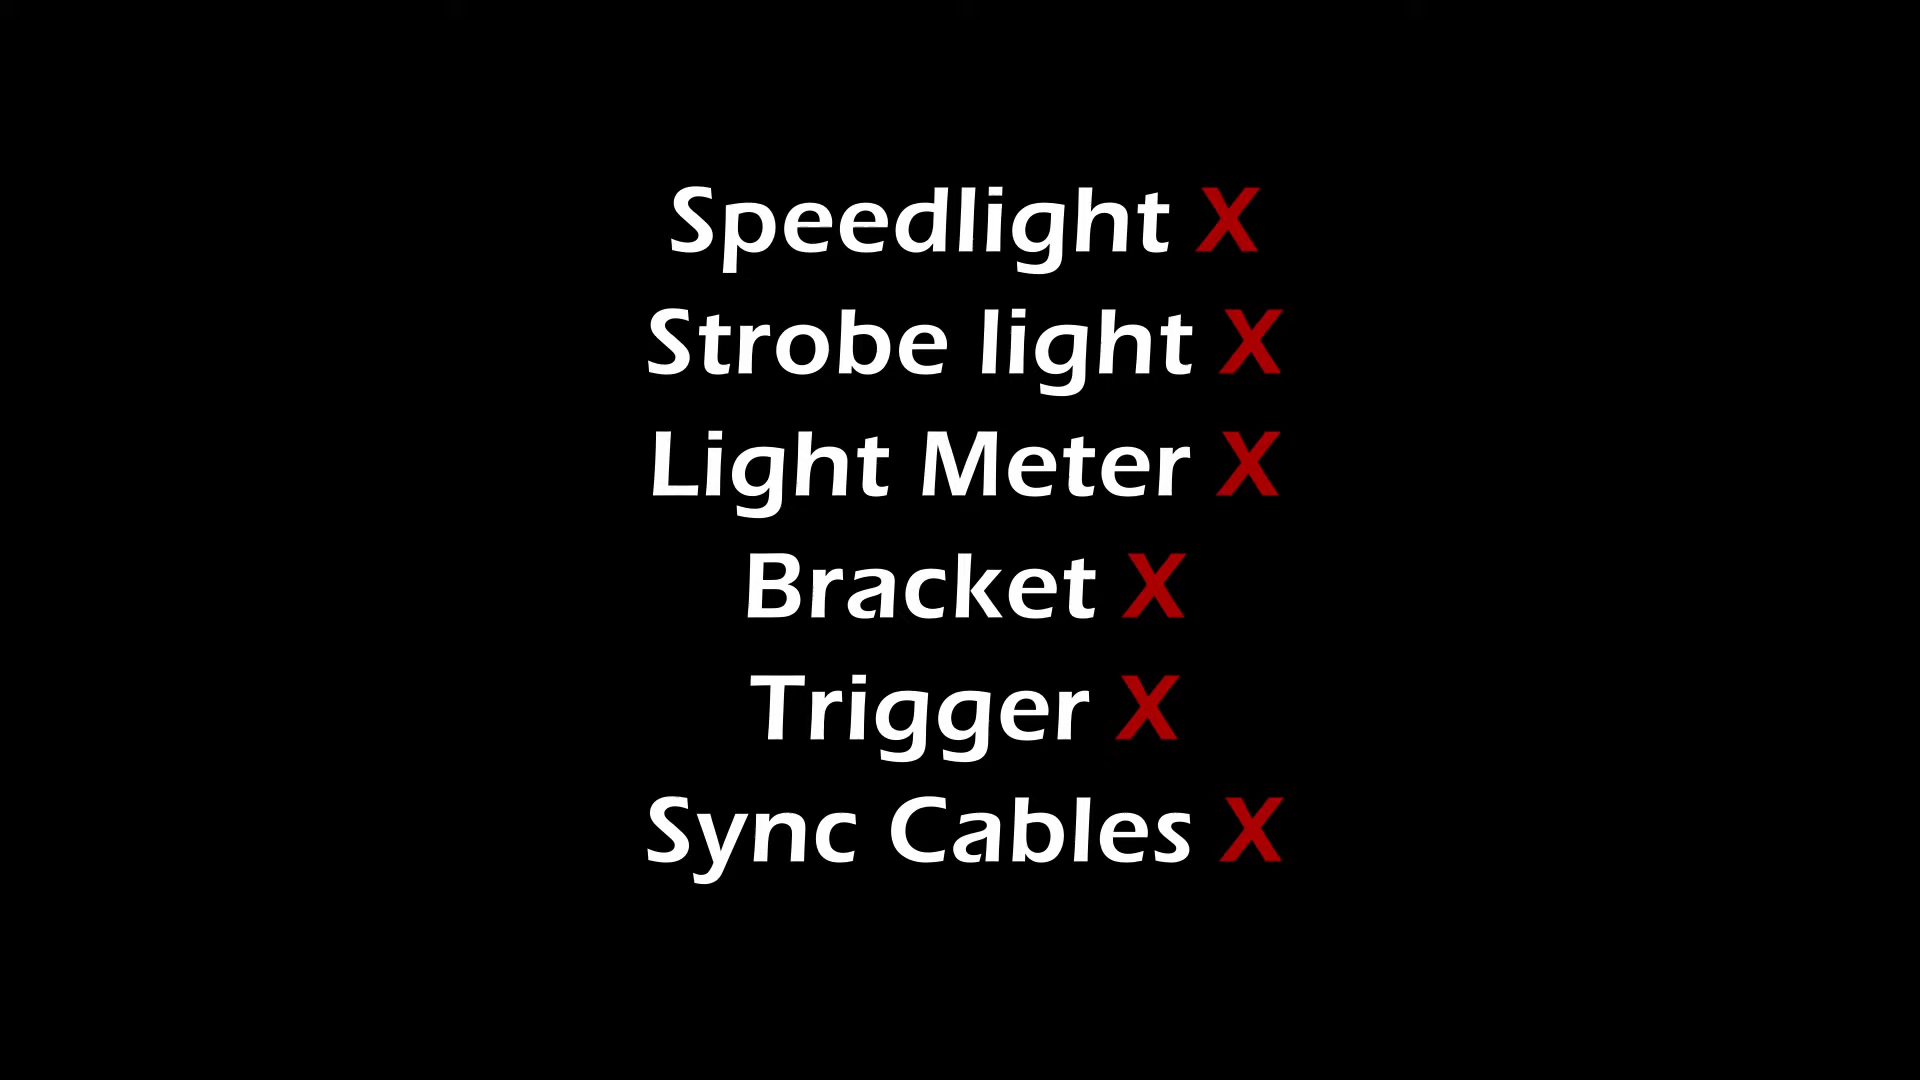 Speedlight X
Strobe light X
Light Meter X
Bracket X
Trigger X
Sync Cables X